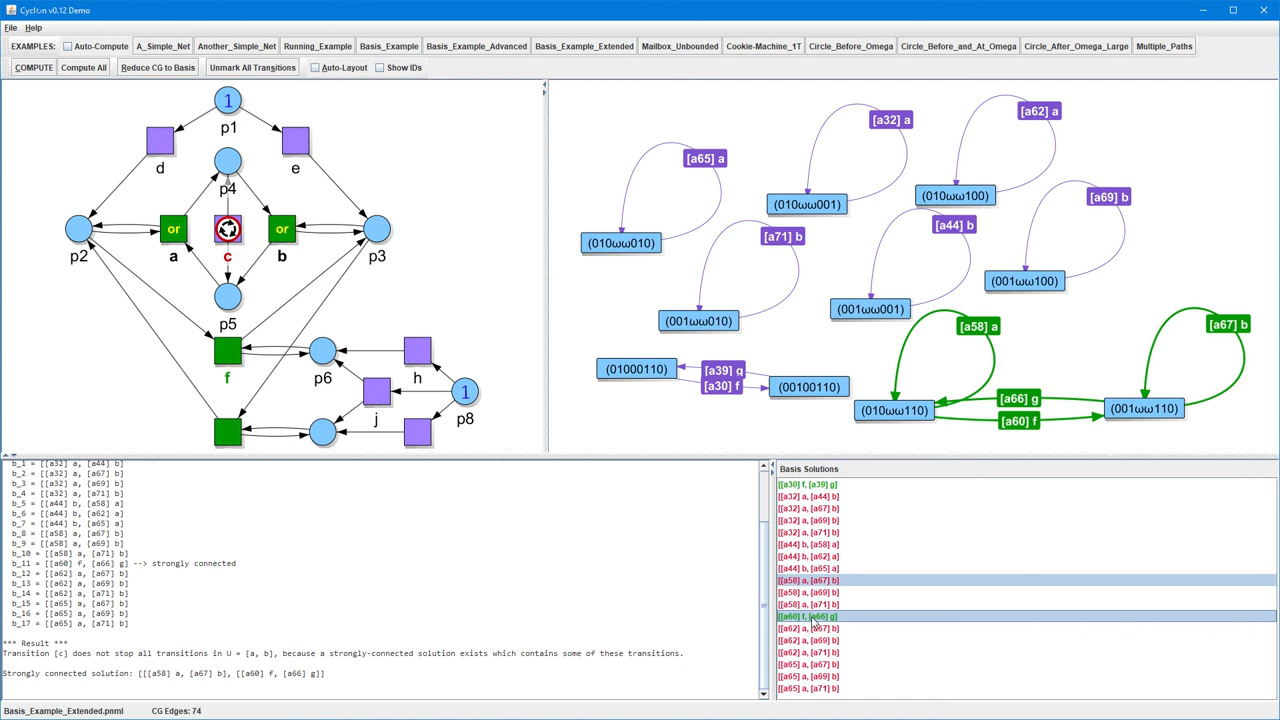 Cyclon v0.12 Demo
File Help
EXAMPLES: Auto-Compute A_Simple_Net Another_Simple_Net Running_Example Basis_Example Basis_Example_Advanced Basis_Example_Extended Mailbox_Unbounded Cookie-Machine_1T Circle_Before_Omega Circle_Before_and_At_Omega Circle_After_Omega_Large Multiple_Paths
COMPUTE Compute All Reduce CG to Basis Unmark All Transitions Auto-Layout Show IDs
1
p1
d
e
p4
p2
or
a
c
or
b
p3
p5
f
p6
h
j
1
p8
[a65] a
(010ωω010)
[a32] a
(010ωω001)
[a62] a
(010ωω100)
[a71] b
(001ωω010)
[a44] b
(001ωω001)
[a69] b
(001ωω100)
(01000110)
[a39] g
[a30] f
(00100110)
[a58] a
(010ωω110)
[a66] g
[a60] f
[a67] b
(001ωω110)
b_1 = [[a32] a, [a44] b]
b_2 = [[a32] a, [a67] b]
b_3 = [[a32] a, [a69] b]
b_4 = [[a32] a, [a71] b]
b_5 = [[a44] b, [a58] a]
b_6 = [[a44] b, [a62] a]
b_7 = [[a44] b, [a65] a]
b_8 = [[a58] a, [a67] b]
b_9 = [[a58] a, [a69] b]
b_10 = [[a58] a, [a71] b]
b_11 = [[a60] f, [a66] g] --> strongly connected
b_12 = [[a62] a, [a67] b]
b_13 = [[a62] a, [a69] b]
b_14 = [[a62] a, [a71] b]
b_15 = [[a65] a, [a67] b]
b_16 = [[a65] a, [a69] b]
b_17 = [[a65] a, [a71] b]
*** Result ***
Transition [c] does not stop all transitions in U = [a, b], because a strongly-connected solution exists which contains some of these transitions.
Strongly connected solution: [[[a58] a, [a67] b], [[a60] f, [a66] g]]
Basis Solutions
[[a30] f, [a39] g]
[[a32] a, [a44] b]
[[a32] a, [a67] b]
[[a32] a, [a69] b]
[[a32] a, [a71] b]
[[a44] b, [a58] a]
[[a44] b, [a62] a]
[[a44] b, [a65] a]
[[a58] a, [a67] b]
[[a58] a, [a69] b]
[[a58] a, [a71] b]
[[a60] f, [a66] g]
[[a62] a, [a67] b]
[[a62] a, [a69] b]
[[a62] a, [a71] b]
[[a65] a, [a67] b]
[[a65] a, [a69] b]
[[a65] a, [a71] b]
Basis_Example_Extended.pnml CG Edges: 74